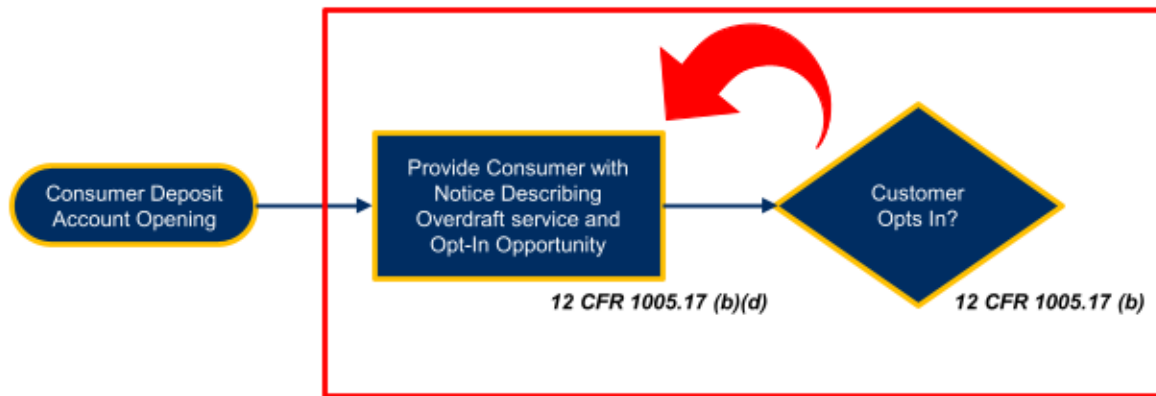 Consumer Deposit
Account Opening
Provide Consumer with
Notice Describing
Overdraft service and
Opt-In Opportunity
12 CFR 1005.17 (b)(d)
Customer
Opts In?
12 CFR 1005.17 (b)